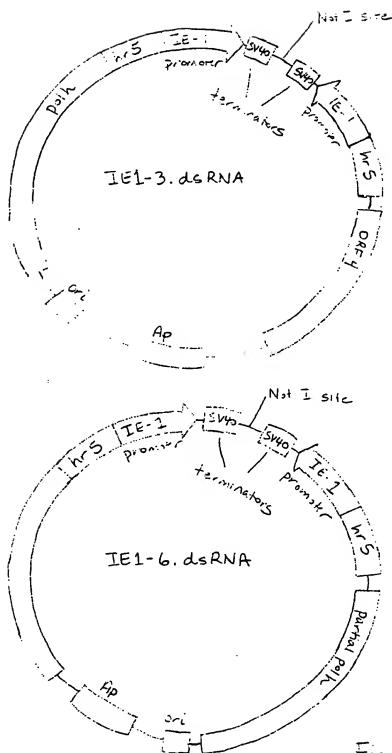 Not I site
hr5 IE-1 promoter
SV40
SV40
terminators
IE-1 promoter
hr5
polh
IE1-3.dsRNA
ORF4
ori
Ap
Not I site
hr5 IE-1 promoter
SV40
SV40
terminators
IE-1 promoter
hr5
IE1-6.dsRNA
partial polh
Ap
ori